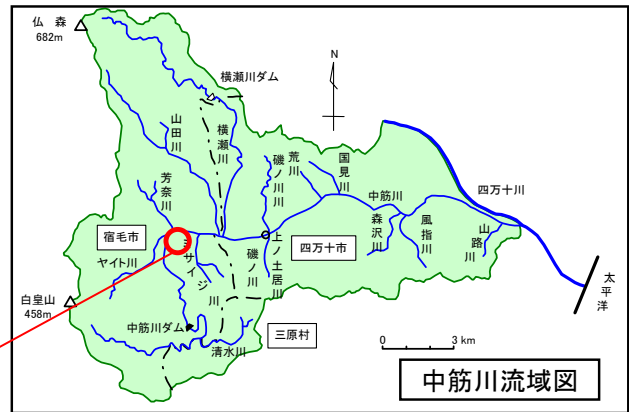 仏森
682m
N
横瀬川ダム
山田川
横瀬川
磯ノ川川
荒川
国見川
中筋川
四万十川
芳奈川
森沢川
風指川
山路川
宿毛市
ヤイト川
サイジ川
磯ノ川
上ノ土居川
四万十市
太平洋
白皇山
458m
中筋川ダム
清水川
三原村
0 3 km
中筋川流域図